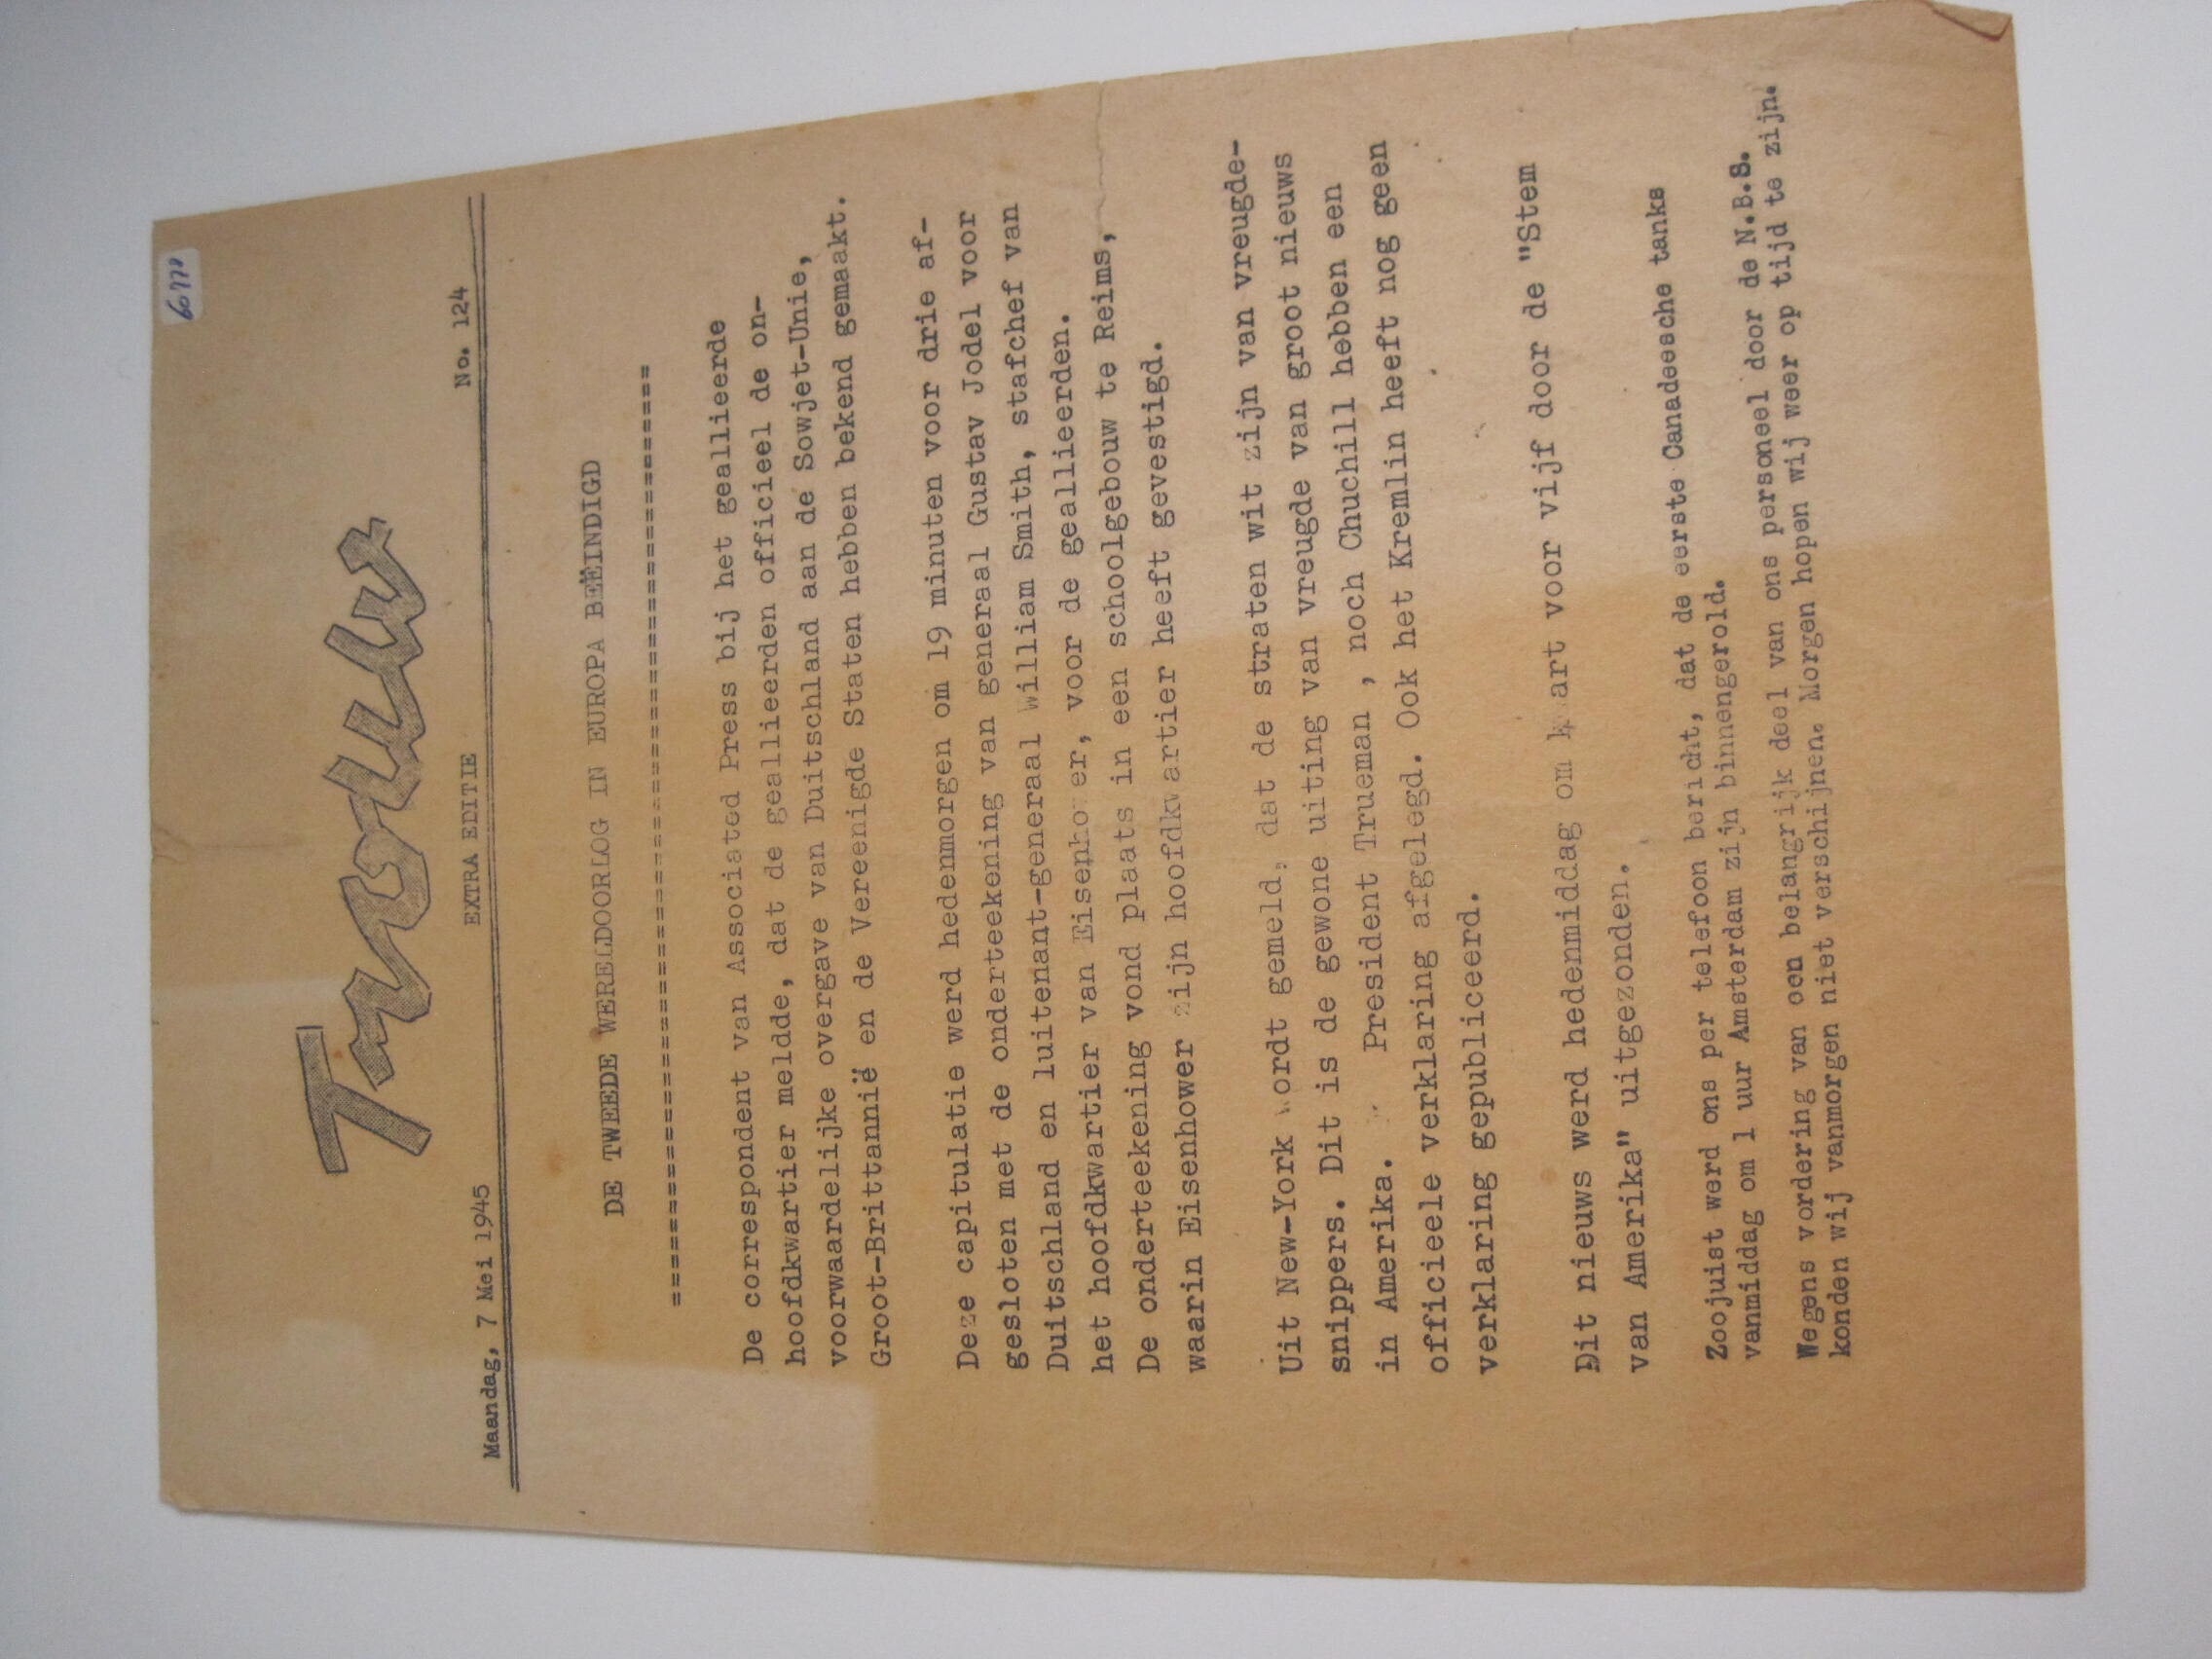 60770
Trouw
Maandag, 7 Mei 1945 EXTRA EDITIE No. 124
DE TWEEDE WERELDOORLOG IN EUROPA BEËINDIGD
=================================================
De correspondent van Associated Press bij het geallieerde
hoofdkwartier meldde, dat de geallieerden officieel de on-
voorwaardelijke overgave van Duitschland aan de Sowjet-Unie,
Groot-Brittannië en de Vereenigde Staten hebben bekend gemaakt.
Deze capitulatie werd hedenmorgen om 19 minuten voor drie af-
gesloten met de onderteekening van generaal Gustav Jodel voor
Duitschland en luitenant-generaal William Smith, stafchef van
het hoofdkwartier van Eisenhower, voor de geallieerden.
De onderteekening vond plaats in een schoolgebouw te Reims,
waarin Eisenhower zijn hoofdkwartier heeft gevestigd.
Uit New-York wordt gemeld, dat de straten wit zijn van vreugde-
snippers. Dit is de gewone uiting van vreugde van groot nieuws
in Amerika. President Trueman , noch Chuchill hebben een
officieele verklaring afgelegd. Ook het Kremlin heeft nog geen
verklaring gepubliceerd.
Dit nieuws werd hedenmiddag om kwart voor vijf door de "Stem
van Amerika" uitgezonden.
Zoojuist werd ons per telefoon bericht, dat de eerste Canadeesche tanks
vanmiddag om 1 uur Amsterdam zijn binnengerold.
Wegens vordering van een belangrijk deel van ons personeel door de N.B.S.
konden wij vanmorgen niet verschijnen. Morgen hopen wij weer op tijd te zijn.